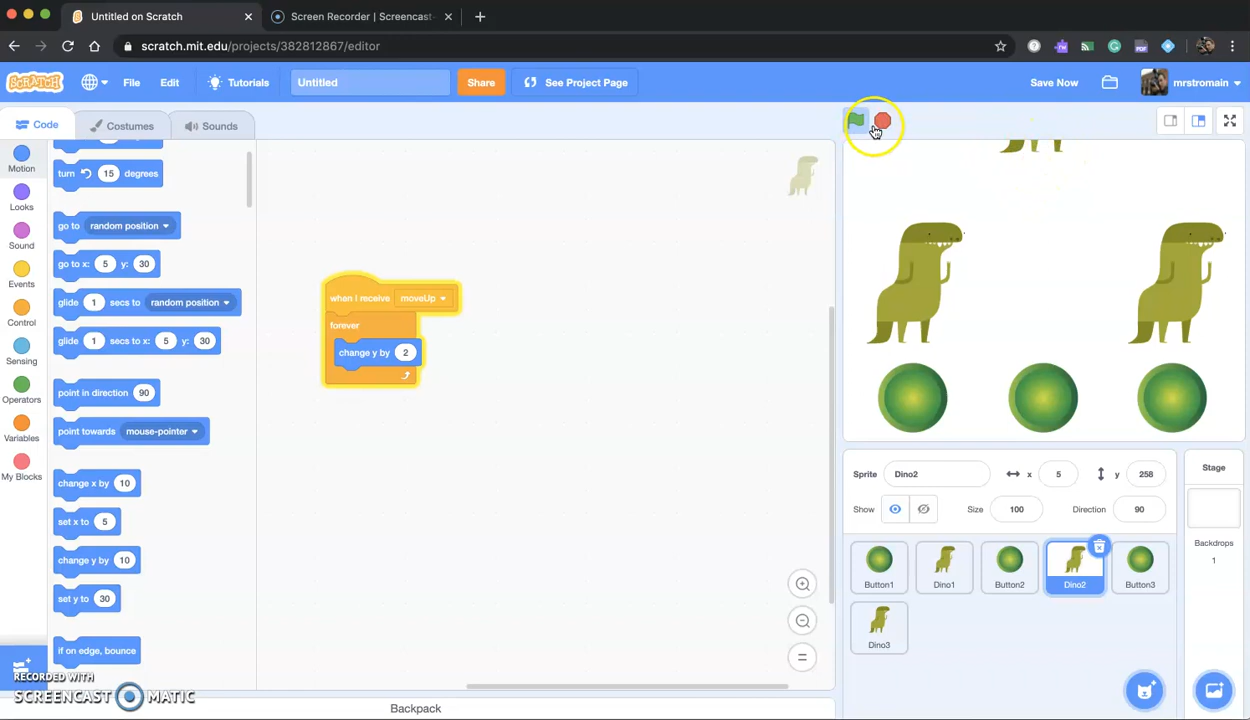 Untitled on Scratch
Screen Recorder | Screencast-
scratch.mit.edu/projects/382812867/editor
SCRATCH
File
Edit
Tutorials
Untitled
Share
See Project Page
Save Now
mrstromain
Code
Costumes
Sounds
Motion
Looks
Sound
Events
Control
Sensing
Operators
Variables
My Blocks
turn 15 degrees
go to random position
go to x: 5 y: 30
glide 1 secs to random position
glide 1 secs to x: 5 y: 30
point in direction 90
point towards mouse-pointer
change x by 10
set x to 5
change y by 10
set y to 30
if on edge, bounce
when I receive moveUp
forever
change y by 2
Sprite Dino2 x 5 y 258
Show Size 100 Direction 90
Button1
Dino1
Button2
Dino2
Button3
Dino3
Stage
Backdrops
1
Backpack
RECORDED WITH
SCREENCAST MATIC